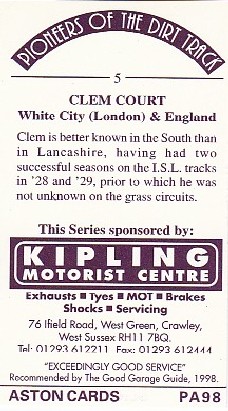 PIONEERS OF THE DIRT TRACK
5
CLEM COURT
White City (London) & England
Clem is better known in the South than
in Lancashire, having had two
successful seasons on the I.S.L. tracks
in '28 and '29, prior to which he was
not unknown on the grass circuits.
This Series sponsored by:
KIPLING
MOTORIST CENTRE
Exhausts ■ Tyes ■ MOT ■ Brakes
Shocks ■ Servicing
76 Ifield Road,, West Green, Crawley,
West Sussex RH11 7BQ.
Tel: 01293 612211 Fax: 01293 612444
"EXCEEDINGLY GOOD SERVICE"
Recommended by The Good Garage Guide, 1998.
ASTON CARDS PA98